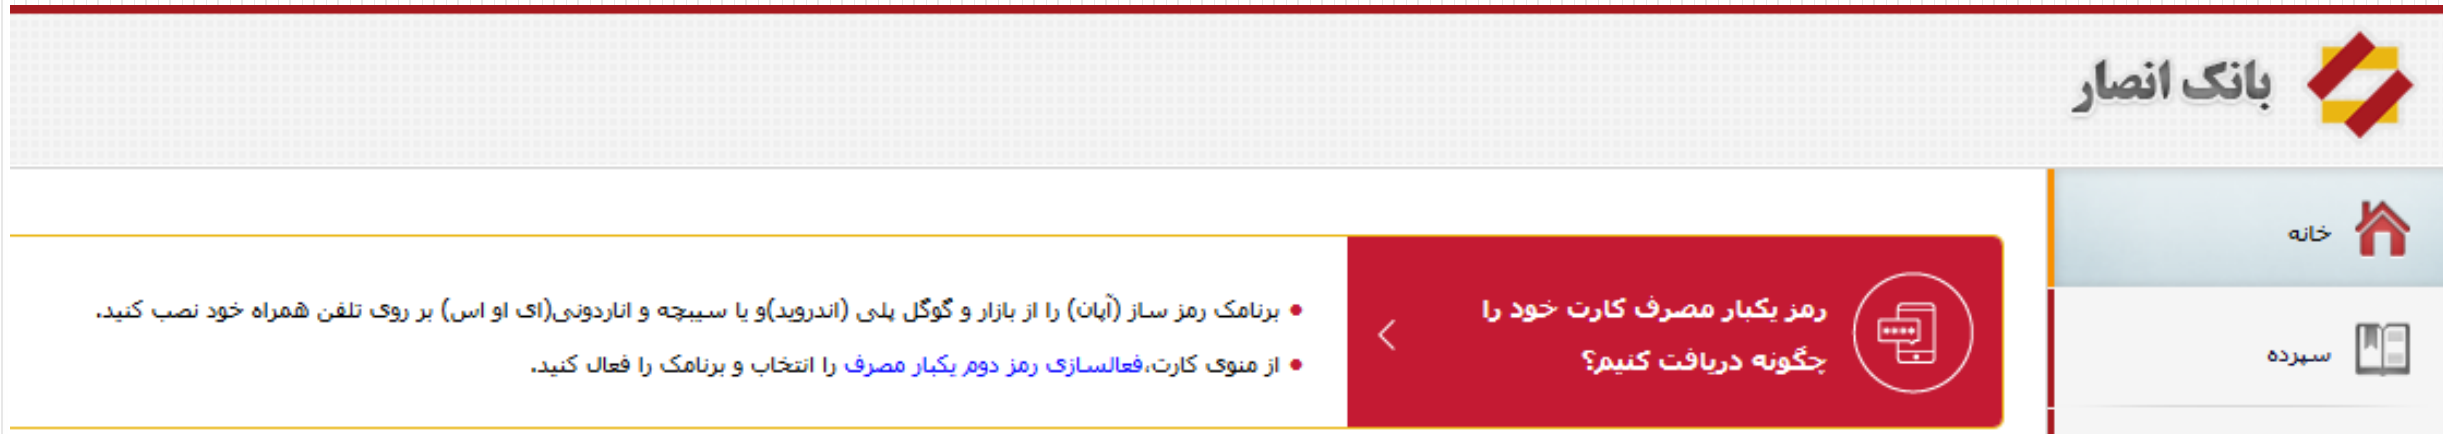 بانک انصار
خانه
سپرده
رمز یکبار مصرف کارت خود را
چگونه دریافت کنیم؟
• برنامک رمز ساز (آپان) را از بازار و گوگل پلی (اندروید)و یا سیبچه و اناردونی(ای او اس) بر روی تلفن همراه خود نصب کنید.
• از منوی کارت،فعالسازی رمز دوم یکبار مصرف را انتخاب و برنامک را فعال کنید.